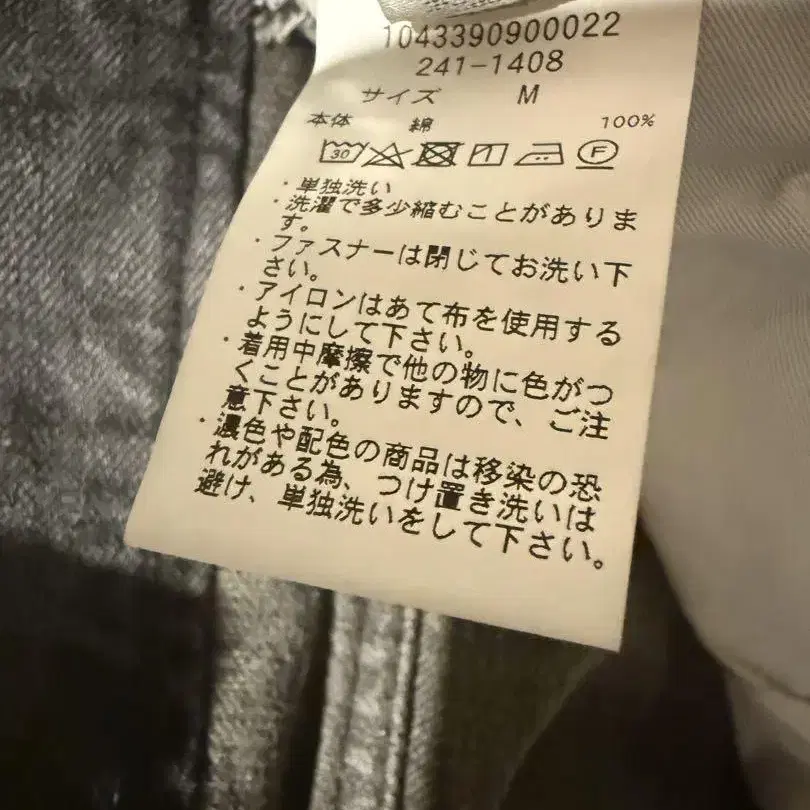 1043390900022
241-1408
サイズ M
本体 綿 100%
30 F
・単独洗い
・洗濯で多少縮むことがありま
す。
・ファスナーは閉じてお洗い下
さい。
・アイロンはあて布を使用する
ようにして下さい。
・着用中摩擦で他の物に色がつ
くことがありますので、ご注
意下さい。
・濃色や配色の商品は移染の恐
れがある為、つけ置き洗いは
避け、単独洗いをして下さい。